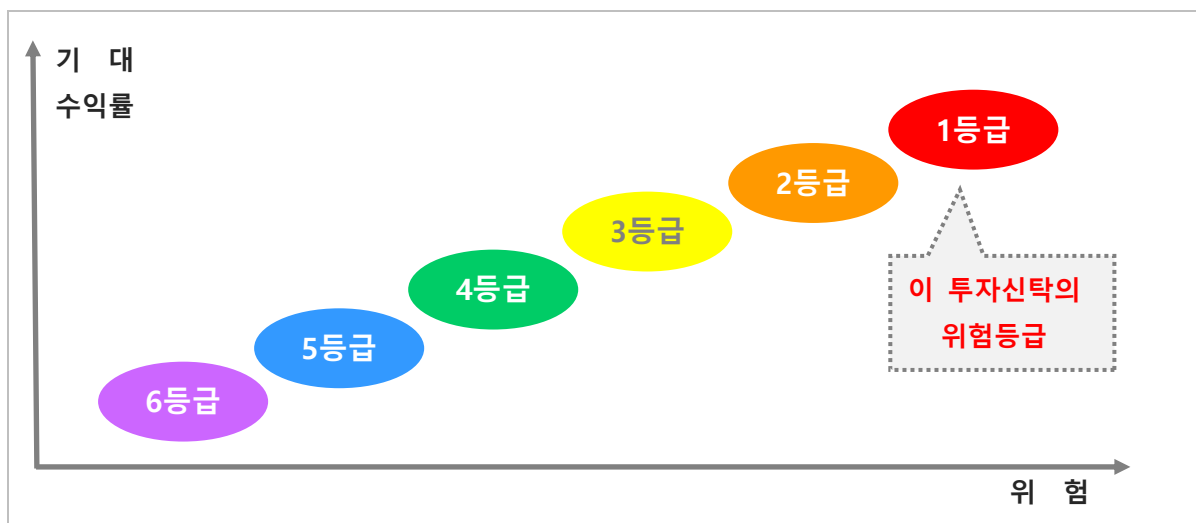 기 대
수익률
1등급
2등급
3등급
4등급
5등급
6등급
이 투자신탁의
위험등급
위 험